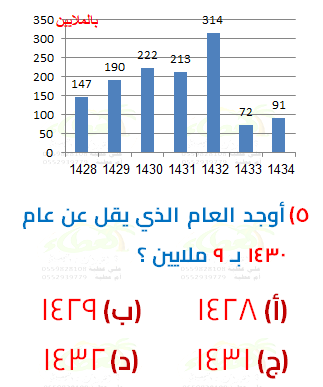 بالملايين
350
300
250
200
150
100
50
0
147
190
222
213
314
72
91
1428 1429 1430 1431 1432 1433 1434
٥) أوجد العام الذي يقل عن عام
١٤٣٠ بـ ٩ ملايين ؟
(أ) ١٤٢٨ (ب) ١٤٢٩
(ج) ١٤٣١ (د) ١٤٣٢